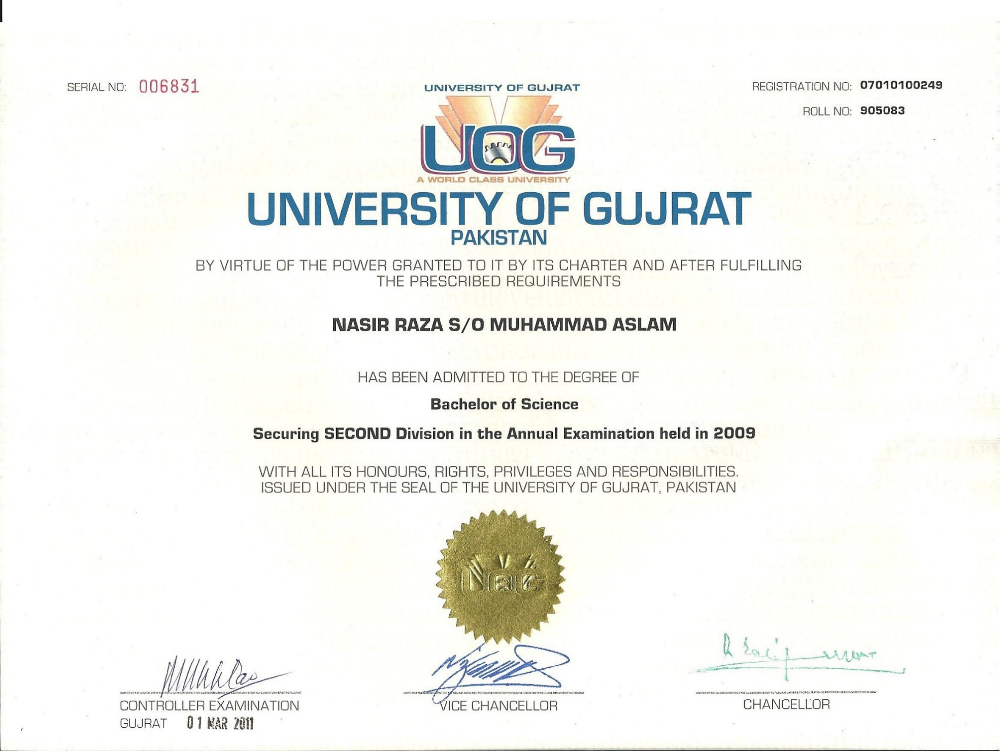 SERIAL NO: 006831
REGISTRATION NO: 07010100249
ROLL NO: 905083
UNIVERSITY OF GUJRAT
UOG
A WORLD CLASS UNIVERSITY
UNIVERSITY OF GUJRAT
PAKISTAN
BY VIRTUE OF THE POWER GRANTED TO IT BY ITS CHARTER AND AFTER FULFILLING
THE PRESCRIBED REQUIREMENTS
NASIR RAZA S/O MUHAMMAD ASLAM
HAS BEEN ADMITTED TO THE DEGREE OF
Bachelor of Science
Securing SECOND Division in the Annual Examination held in 2009
WITH ALL ITS HONOURS, RIGHTS, PRIVILEGES AND RESPONSIBILITIES.
ISSUED UNDER THE SEAL OF THE UNIVERSITY OF GUJRAT, PAKISTAN
UOG
CONTROLLER EXAMINATION
GUJRAT 01 MAR 2011
VICE CHANCELLOR
CHANCELLOR